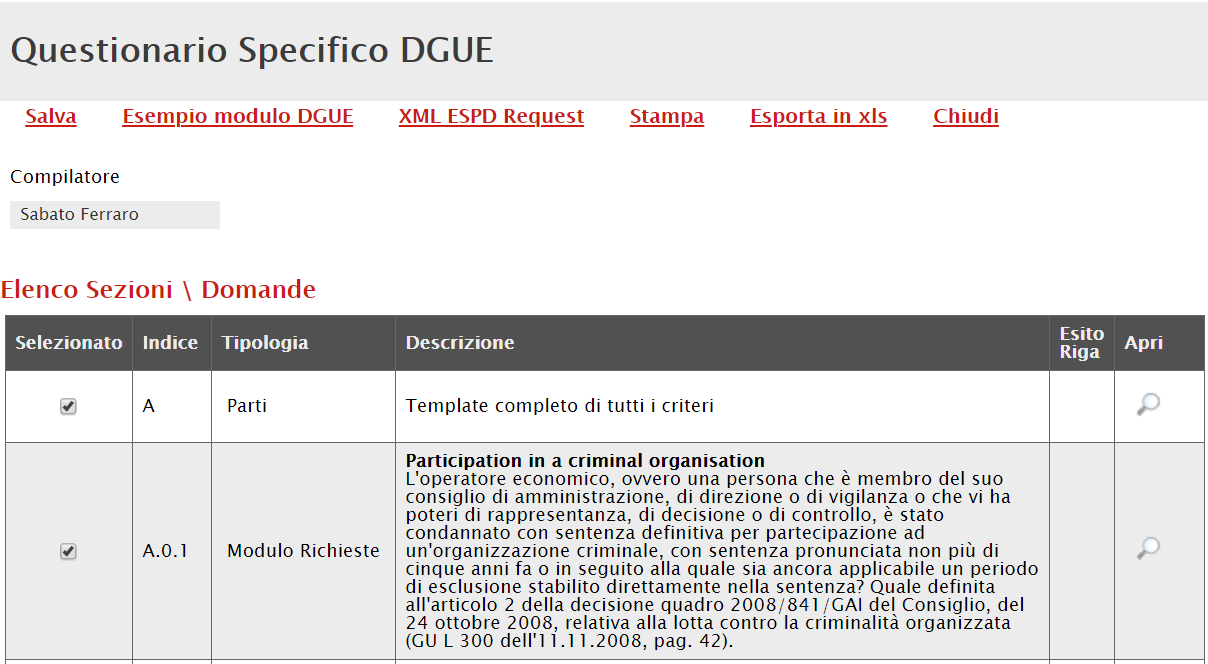 Questionario Specifico DGUE
Salva Esempio modulo DGUE XML ESPD Request Stampa Esporta in xls Chiudi
Compilatore
Sabato Ferraro
Elenco Sezioni \ Domande
Selezionato Indice Tipologia Descrizione Esito Riga Apri
A Parti Template completo di tutti i criteri
A.0.1 Modulo Richieste
Participation in a criminal organisation
L'operatore economico, ovvero una persona che è membro del suo
consiglio di amministrazione, di direzione o di vigilanza o che vi ha
poteri di rappresentanza, di decisione o di controllo, è stato
condannato con sentenza definitiva per partecipazione ad
un'organizzazione criminale, con sentenza pronunciata non più di
cinque anni fa o in seguito alla quale sia ancora applicabile un periodo
di esclusione stabilito direttamente nella sentenza? Quale definita
all'articolo 2 della decisione quadro 2008/841/GAI del Consiglio, del
24 ottobre 2008, relativa alla lotta contro la criminalità organizzata
(GU L 300 dell'11.11.2008, pag. 42).